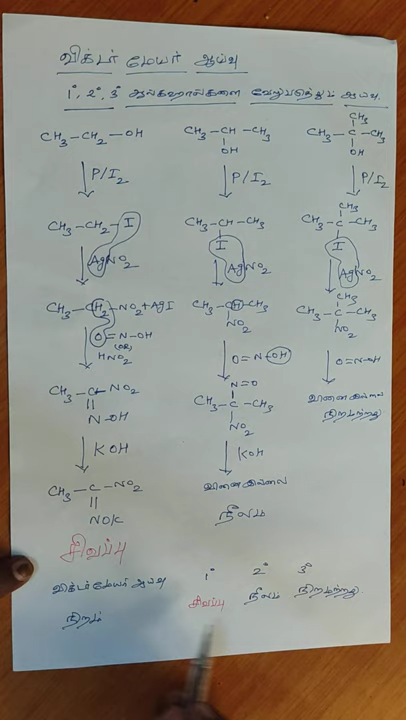 விக்டர் மேயர் ஆய்வு
1°, 2°, 3° ஆல்கஹால்களை வேறுபடுத்தும் ஆய்வு.
CH3-CH2-OH
P/I2
CH3-CH2-I
AgNO2
CH3-CH2-NO2+AgI
O=N-OH
(OR)
HNO2
CH3-C-NO2
||
N-OH
KOH
CH3-C-NO2
||
NOK
சிவப்பு
CH3-CH-CH3
OH
P/I2
CH3-CH-CH3
I
AgNO2
CH3-CH-CH3
NO2
O=N-OH
N=O
CH3-C-CH3
NO2
KOH
வினை இல்லை
நீலம்
CH3
CH3-C-CH3
OH
P/I2
CH3
CH3-C-CH3
I
AgNO2
CH3
CH3-C-CH3
NO2
O=N-OH
வினை இல்லை
நிறமற்றது
1° 2° 3°
விக்டர் மேயர் ஆய்வு சிவப்பு நீலம் நிறமற்றது.
நிறம்